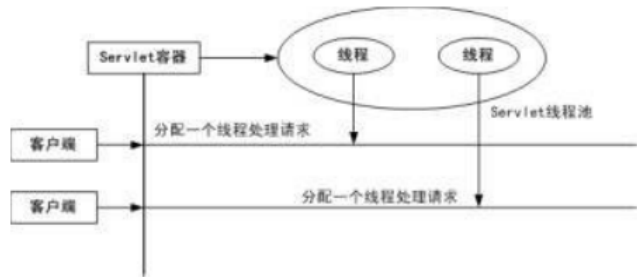 Servlet容器
线程
线程
Servlet线程池
分配一个线程处理请求
客户端
分配一个线程处理请求
客户端